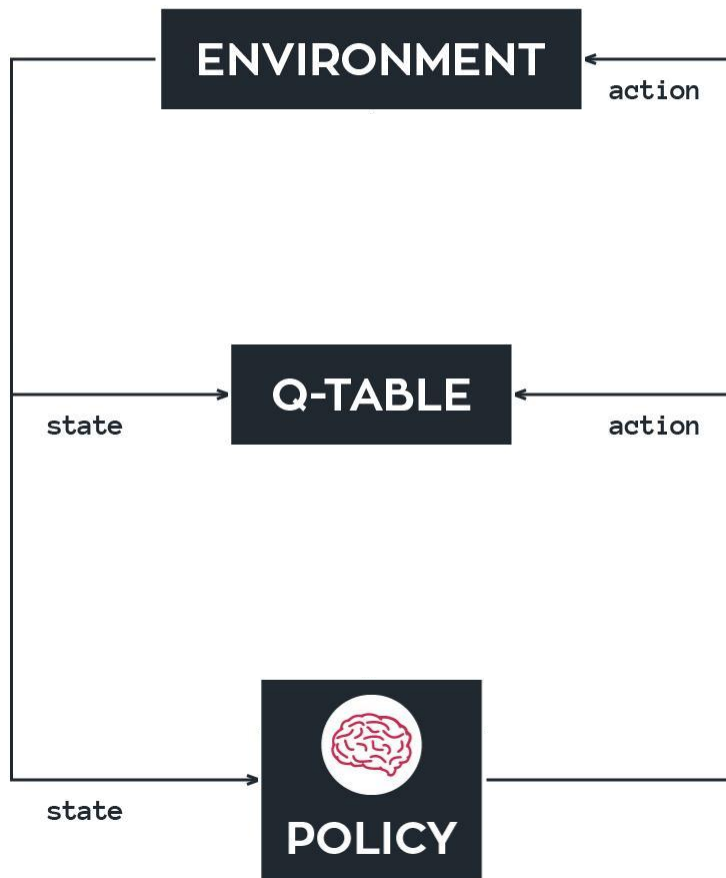 ENVIRONMENT
action
Q-TABLE
state
action
state
POLICY